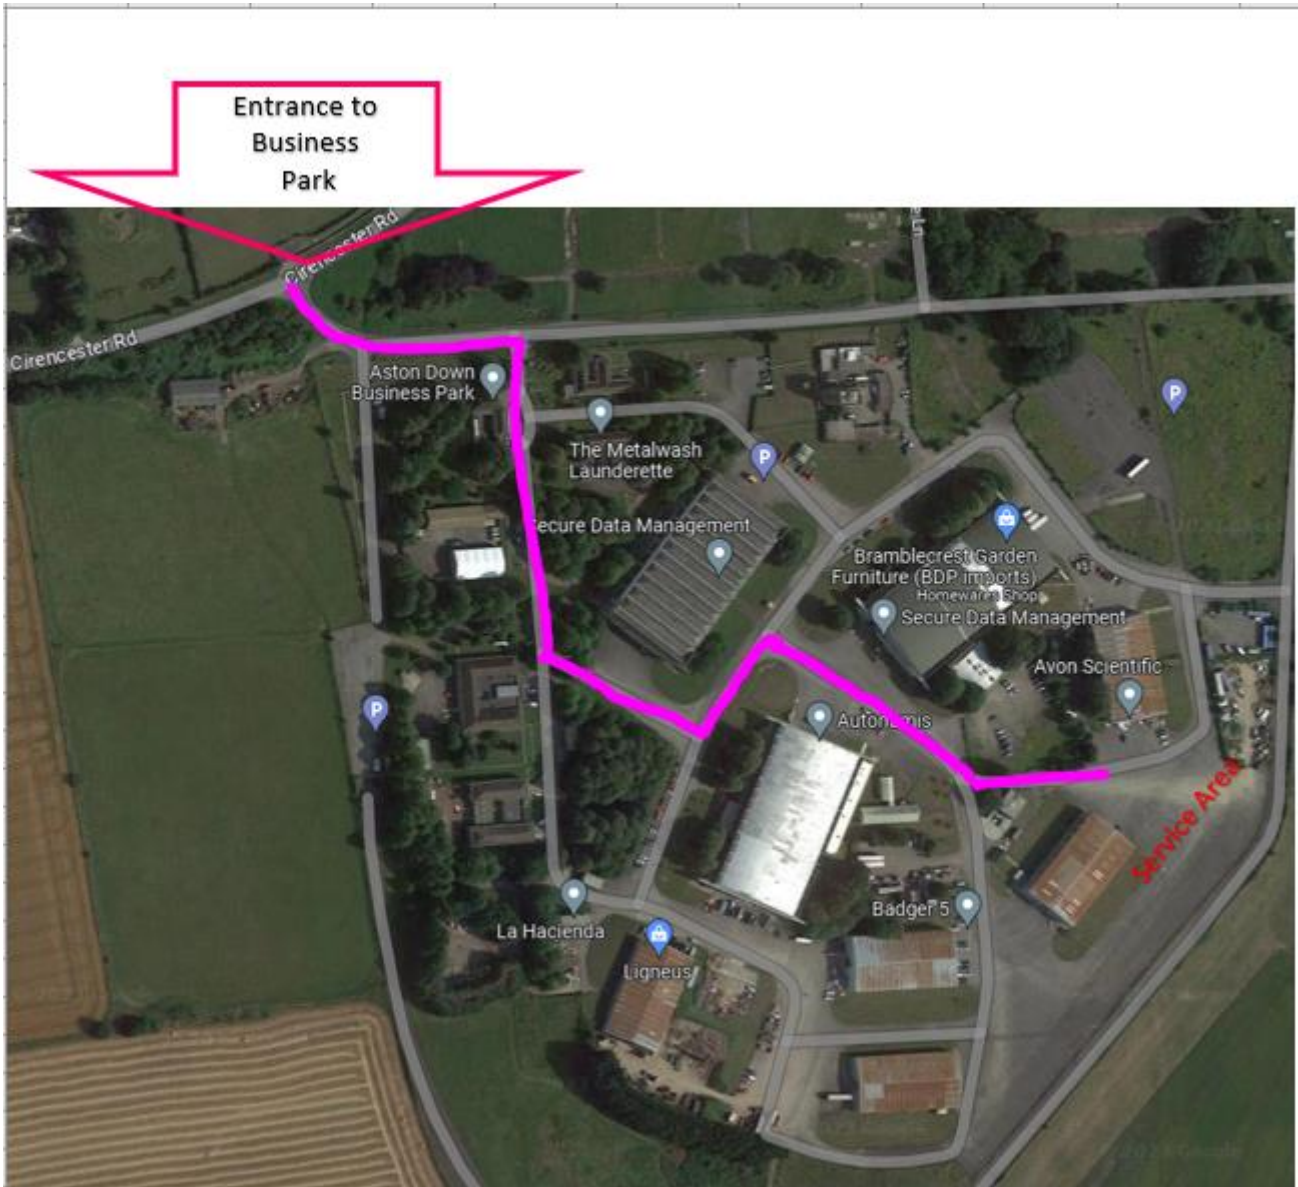 Entrance to
Business
Park
Cirencester Rd
Cirencester Rd
Aston Down
Business Park
P
The Metalwash
Launderette
P
Secure Data Management
Bramblecrest Garden
Furniture (BDP imports)
Homewares Shop
Secure Data Management
Avon Scientific
P
Autonumis
Service Area
Badger 5
La Hacienda
Ligneus